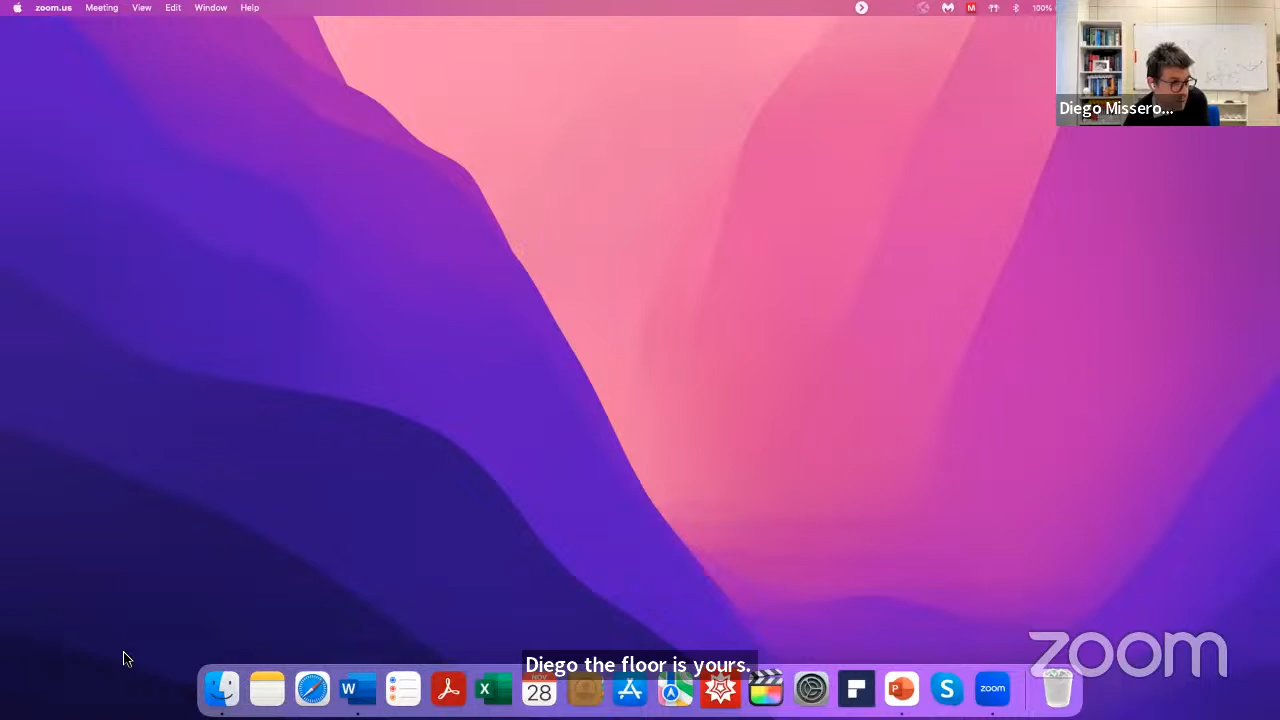 zoom.us Meeting View Edit Window Help
M
100%
Diego Missero...
Diego the floor is yours.
zoom
W
X
28
A
P
S
zoom